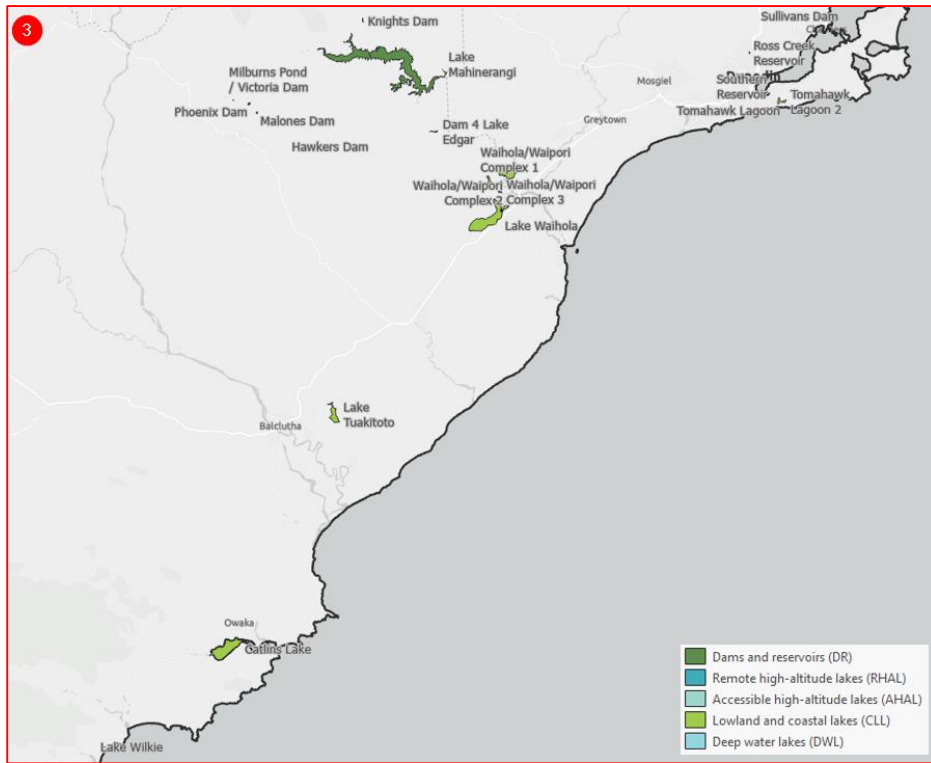 3
Knights Dam
Lake
Mahinerangi
Milburns Pond
/ Victoria Dam
Phoenix Dam
Malones Dam
Hawkers Dam
Dam 4 Lake
Edgar
Waihola/Waipori
Complex 1
Waihola/Waipori
Complex 2
Waihola/Waipori
Complex 3
Lake Waihola
Sullivans Dam
Ross Creek
Reservoir
Mosgiel
Dunedin
Southern
Reservoir
Greytown
Tomahawk Lagoon
Tomahawk
Lagoon 2
Lake
Tuakitoto
Balclutha
Owaka
Catlins Lake
Lake Wilkie
Dams and reservoirs (DR)
Remote high-altitude lakes (RHAL)
Accessible high-altitude lakes (AHAL)
Lowland and coastal lakes (CLL)
Deep water lakes (DWL)